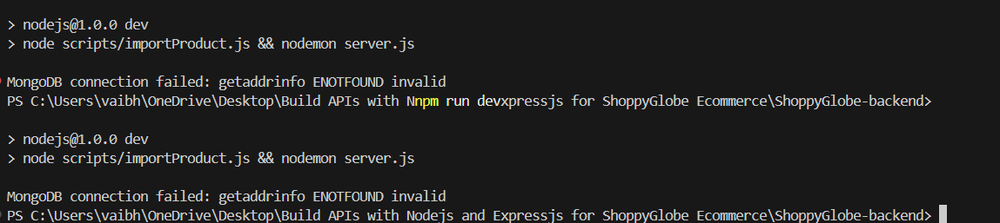 > nodejs@1.0.0 dev
> node scripts/importProduct.js && nodemon server.js
MongoDB connection failed: getaddrinfo ENOTFOUND invalid
PS C:\Users\vaibh\OneDrive\Desktop\Build APIs with Nnpm run devxpressjs for ShoppyGlobe Ecommerce\ShoppyGlobe-backend>
> nodejs@1.0.0 dev
> node scripts/importProduct.js && nodemon server.js
MongoDB connection failed: getaddrinfo ENOTFOUND invalid
PS C:\Users\vaibh\OneDrive\Desktop\Build APIs with Nodejs and Expressjs for ShoppyGlobe Ecommerce\ShoppyGlobe-backend>